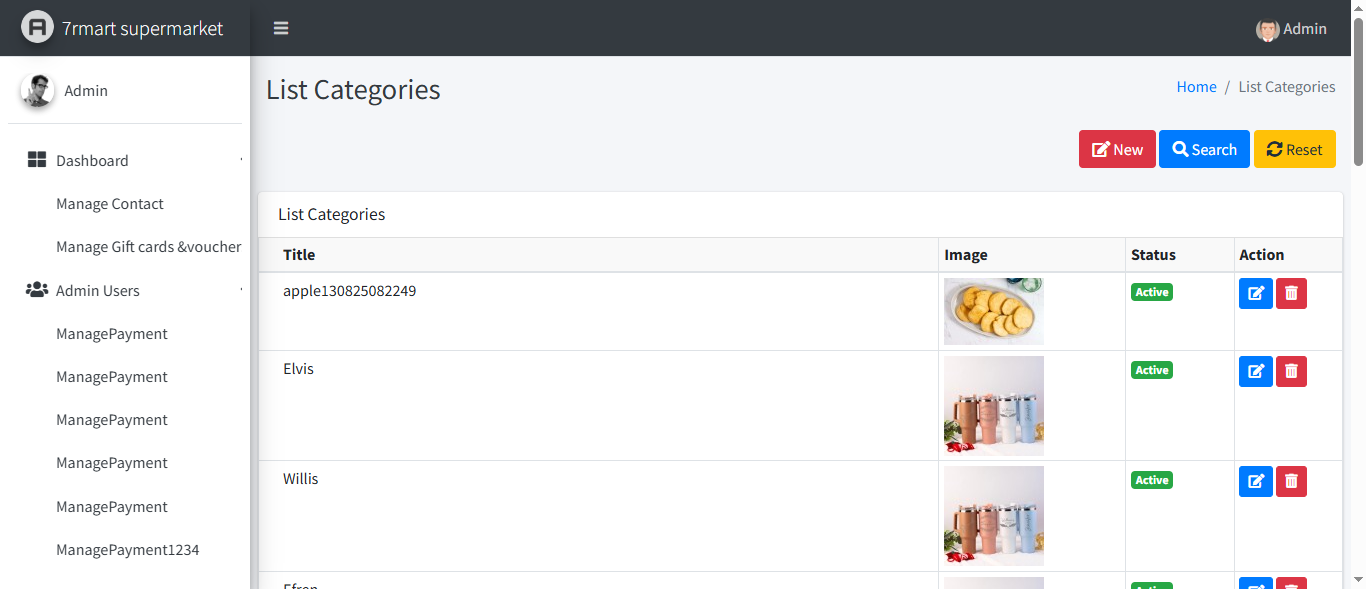 7rmart supermarket
Admin
Admin
List Categories
Home / List Categories
Dashboard
Manage Contact
Manage Gift cards &voucher
Admin Users
ManagePayment
ManagePayment
ManagePayment
ManagePayment
ManagePayment
ManagePayment1234
New Search Reset
List Categories
Title Image Status Action
apple130825082249 Active
Elvis Active
Willis Active
Efren Active